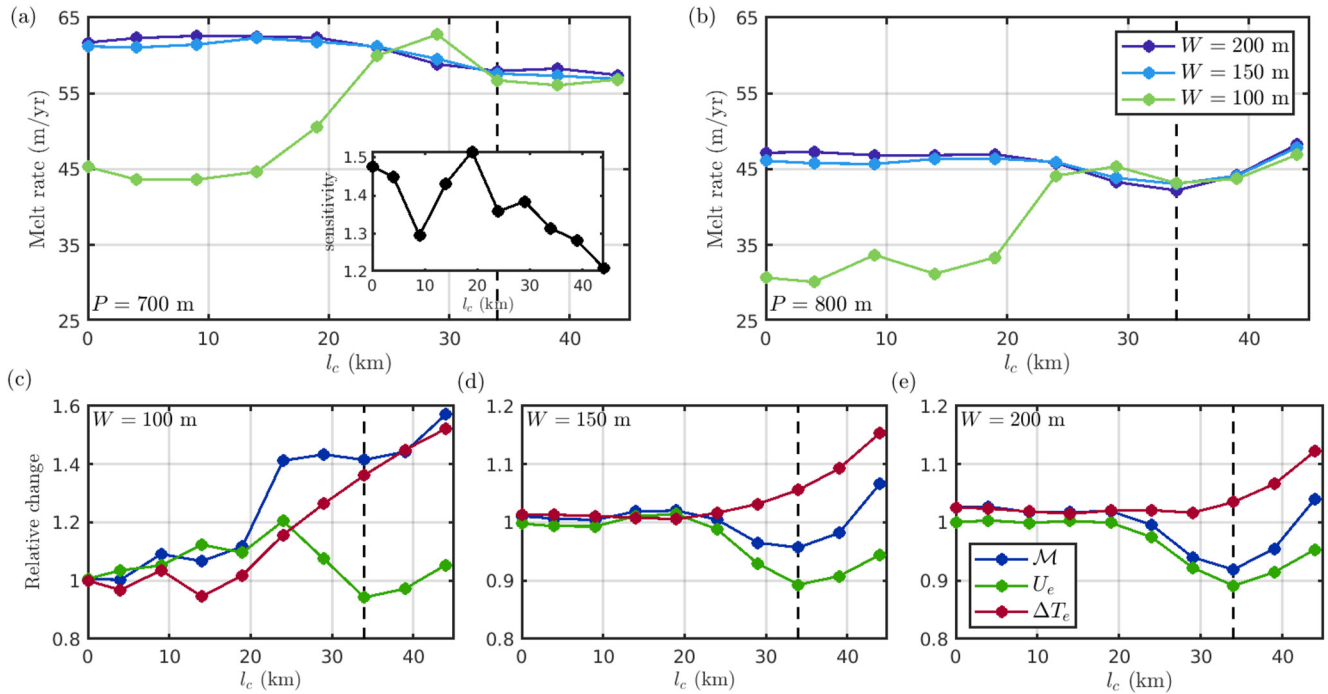 (a)
65
55
45
35
25
Melt rate (m/yr)
0 10 20 30 40
l_c (km)
P = 700 m
1.5
1.4
1.3
1.2
sensitivity
0 10 20 30 40
l_c (km)
(b)
65
55
45
35
25
Melt rate (m/yr)
0 10 20 30 40
l_c (km)
P = 800 m
W = 200 m
W = 150 m
W = 100 m
(c)
W = 100 m
1.6
1.4
1.2
1.0
0.8
Relative change
0 10 20 30 40
l_c (km)
(d)
W = 150 m
1.2
1.1
1
0.9
0.8
0 10 20 30 40
l_c (km)
(e)
W = 200 m
1.2
1.1
1
0.9
0.8
0 10 20 30 40
l_c (km)
ℳ
U_e
ΔT_e